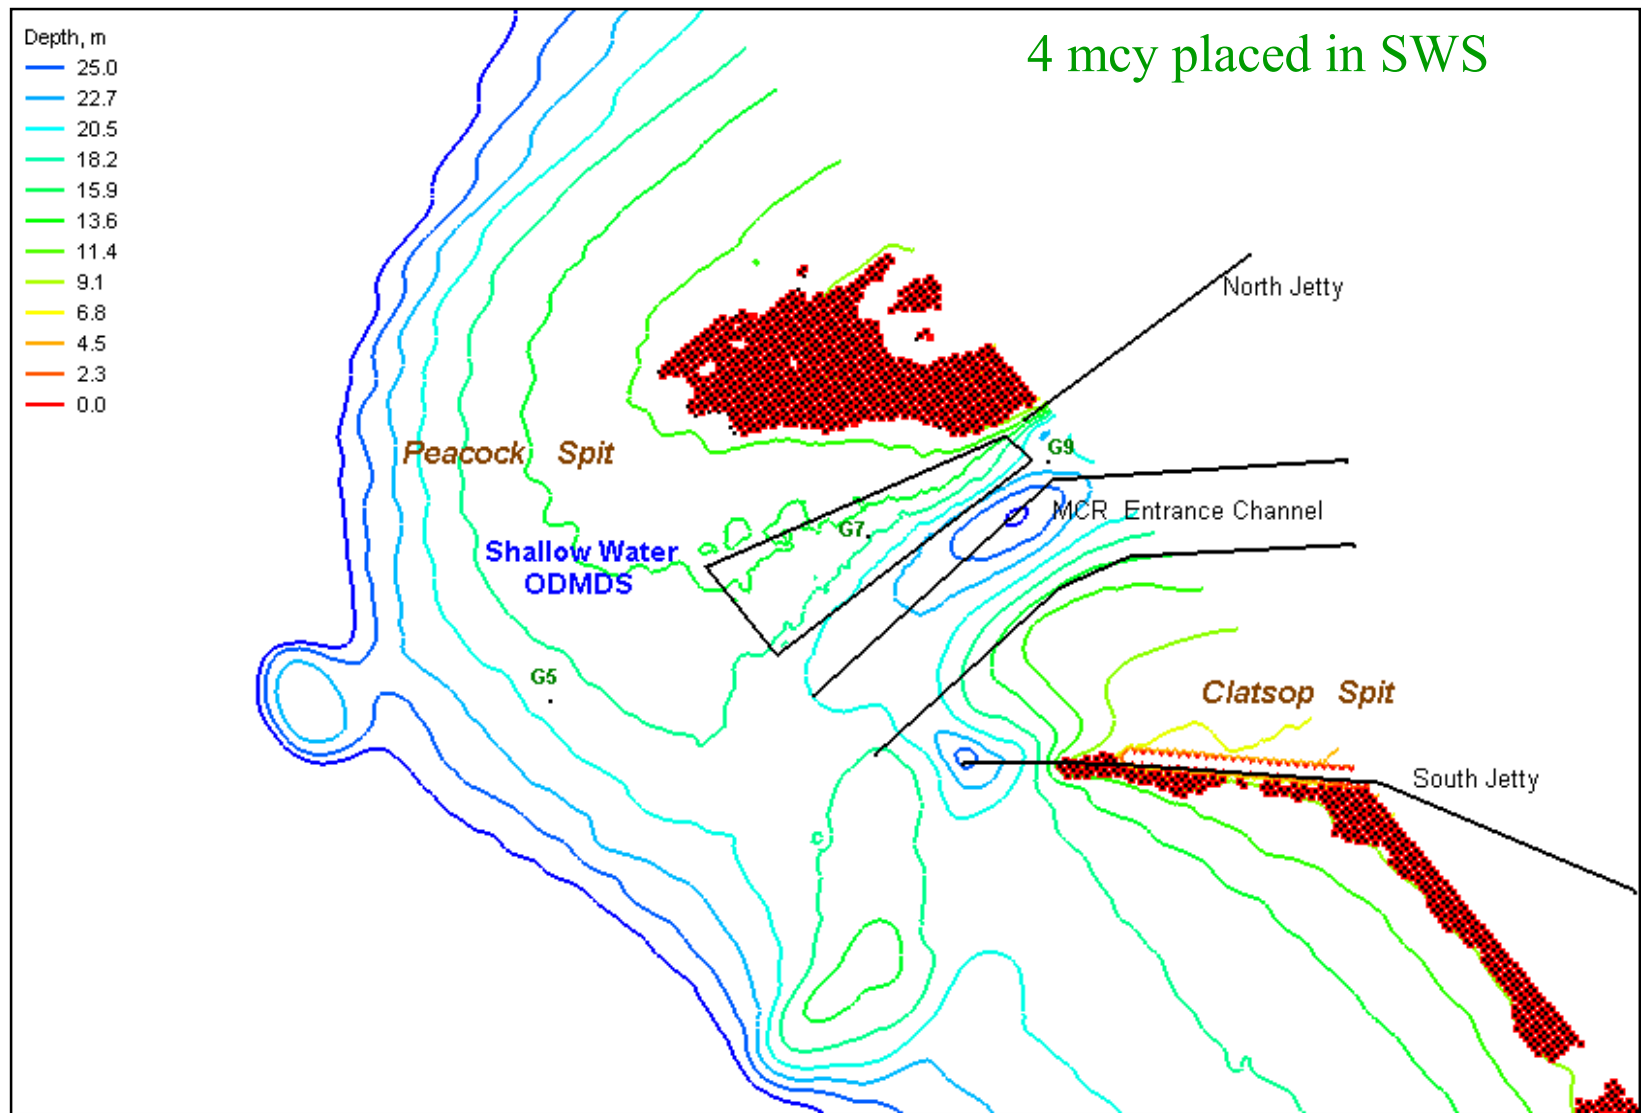 4 mcy placed in SWS
Depth, m
25.0
22.7
20.5
18.2
15.9
13.6
11.4
9.1
6.8
4.5
2.3
0.0
North Jetty
Peacock Spit
G9
MCR Entrance Channel
G7
Shallow Water
ODMDS
G5
Clatsop Spit
South Jetty